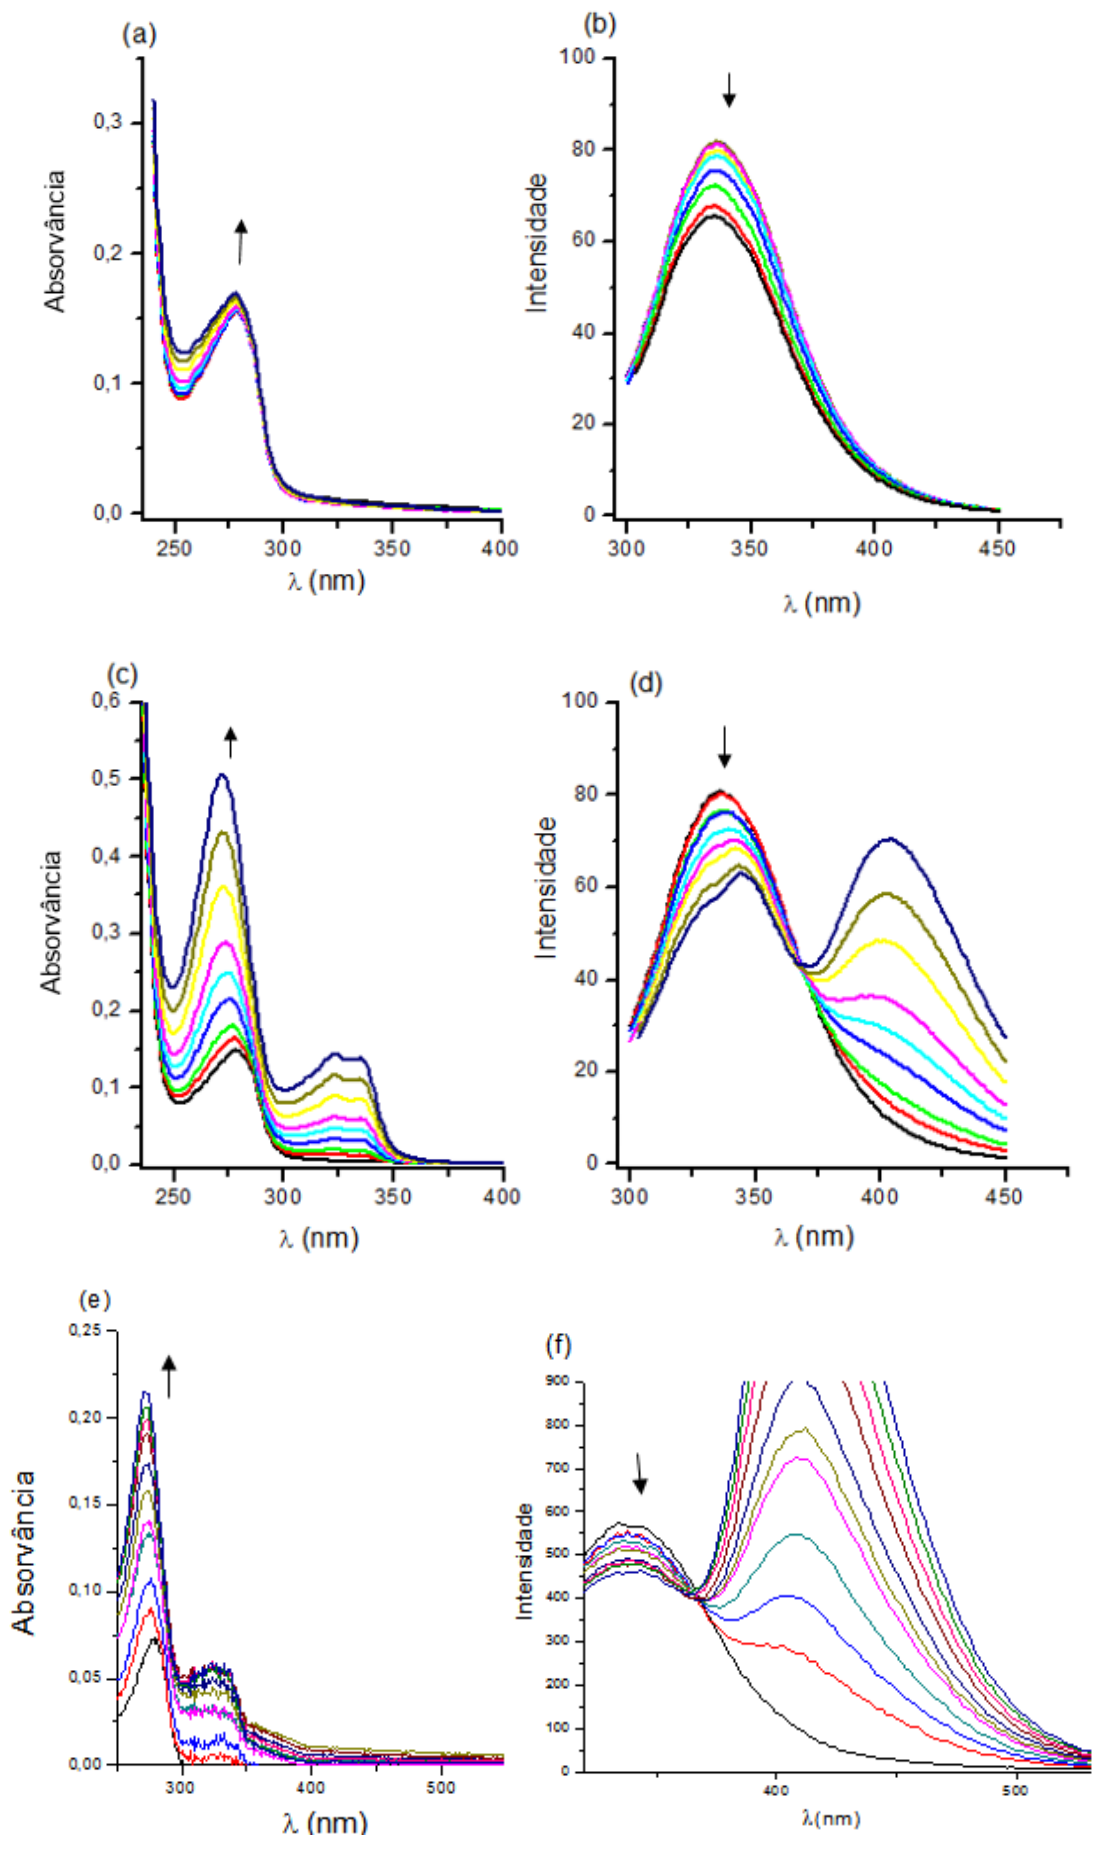 (a)
Absorvância
0,3
0,2
0,1
0,0
250 300 350 400
λ (nm)
(b)
Intensidade
100
80
60
40
20
0
300 350 400 450
λ (nm)
(c)
Absorvância
0,6
0,5
0,4
0,3
0,2
0,1
0,0
250 300 350 400
λ (nm)
(d)
Intensidade
100
80
60
40
20
0
300 350 400 450
λ (nm)
(e)
Absorvância
0,25
0,20
0,15
0,10
0,05
0,00
300 400 500
λ (nm)
(f)
Intensidade
900
800
700
600
500
400
300
200
100
0
400 500
λ(nm)